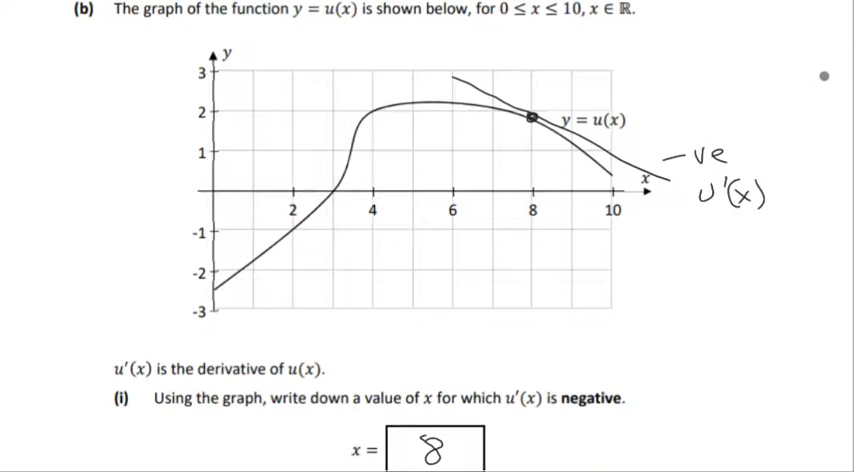 (b) The graph of the function y = u(x) is shown below, for 0 ≤ x ≤ 10, x ∈ ℝ.
y
3
2
y = u(x)
1
-ve
x
u'(x)
2 4 6 8 10
-1
-2
-3
u′(x) is the derivative of u(x).
(i) Using the graph, write down a value of x for which u′(x) is negative.
x = 8